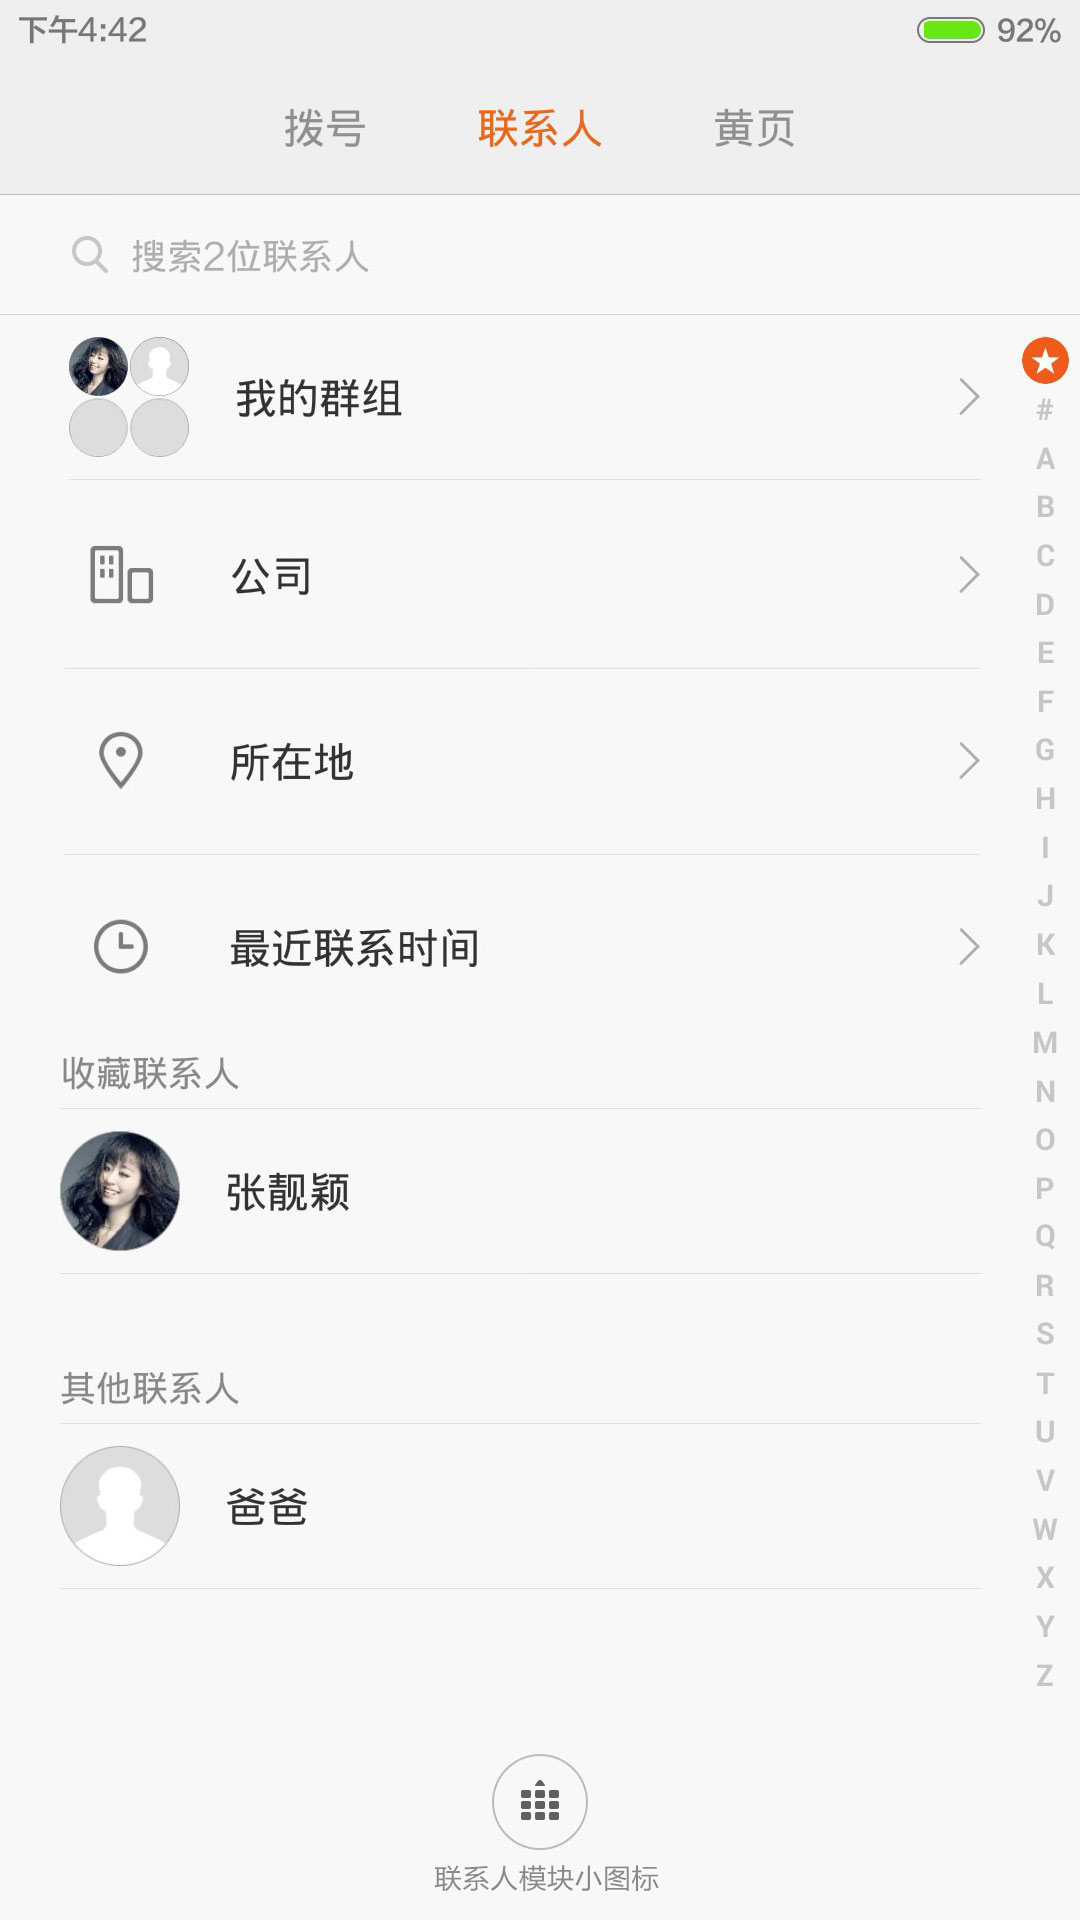 下午4:42
92%
拨号
联系人
黄页
搜索2位联系人
我的群组
公司
所在地
最近联系时间
收藏联系人
张靓颖
其他联系人
爸爸
#
A
B
C
D
E
F
G
H
I
J
K
L
M
N
O
P
Q
R
S
T
U
V
W
X
Y
Z
联系人模块小图标